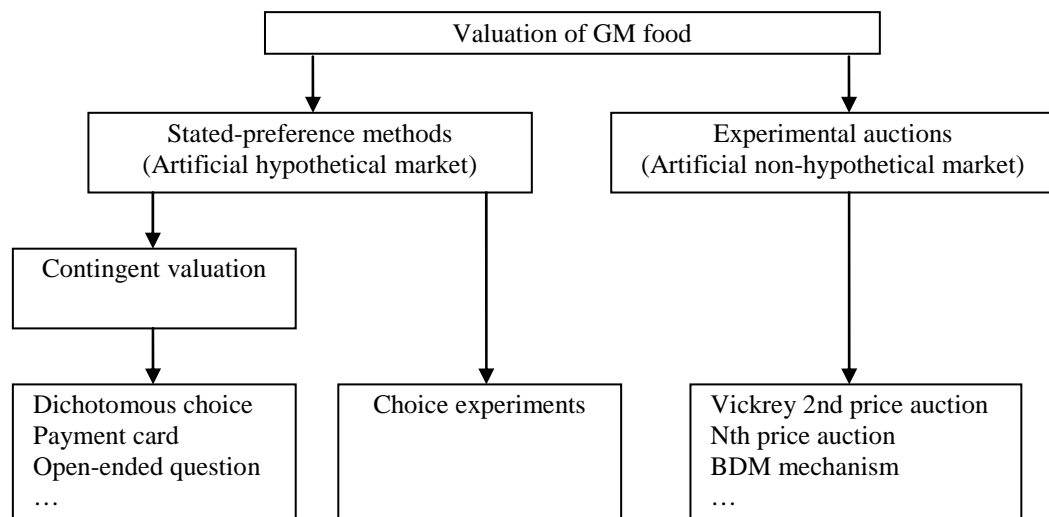 Valuation of GM food
Stated-preference methods
(Artificial hypothetical market)
Experimental auctions
(Artificial non-hypothetical market)
Contingent valuation
Dichotomous choice
Payment card
Open-ended question
…
Choice experiments
Vickrey 2nd price auction
Nth price auction
BDM mechanism
…